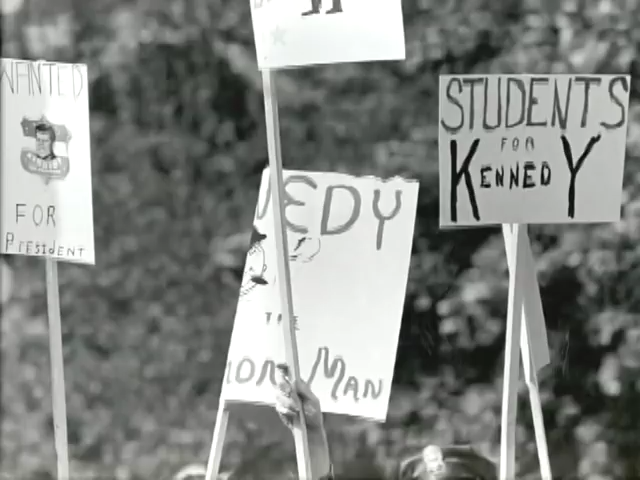 WANTED
FOR
PRESIDENT
EDY
THE
MAN
STUDENTS
FOR
KENNEDY